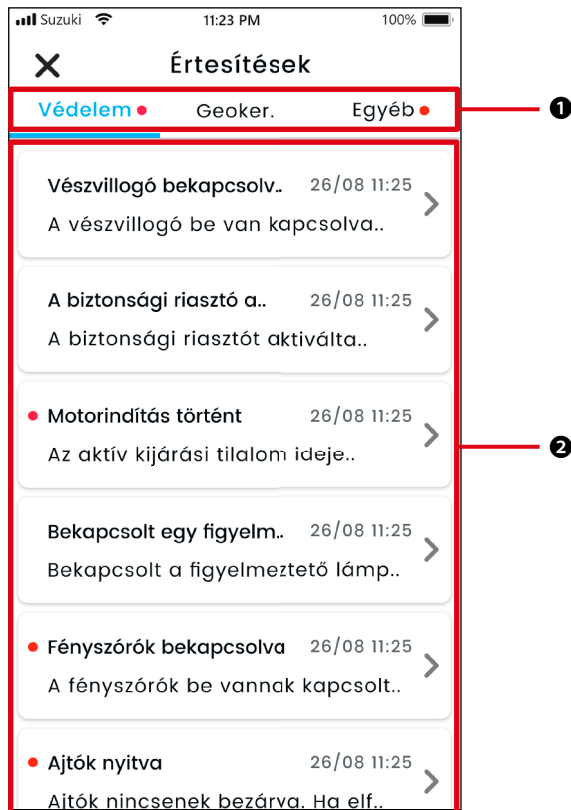 Suzuki 11:23 PM 100%
Értesítések
Védelem Geoker. Egyéb
1
Vészvillogó bekapcsolv.. 26/08 11:25
A vészvillogó be van kapcsolva..
A biztonsági riasztó a.. 26/08 11:25
A biztonsági riasztót aktiválta..
Motorindítás történt 26/08 11:25
Az aktív kijárási tilalom ideje..
2
Bekapcsolt egy figyelm.. 26/08 11:25
Bekapcsolt a figyelmeztető lámp..
Fényszórók bekapcsolva 26/08 11:25
A fényszórók be vannak kapcsolt..
Ajtók nyitva 26/08 11:25
Ajtók nincsenek bezárva. Ha elf..